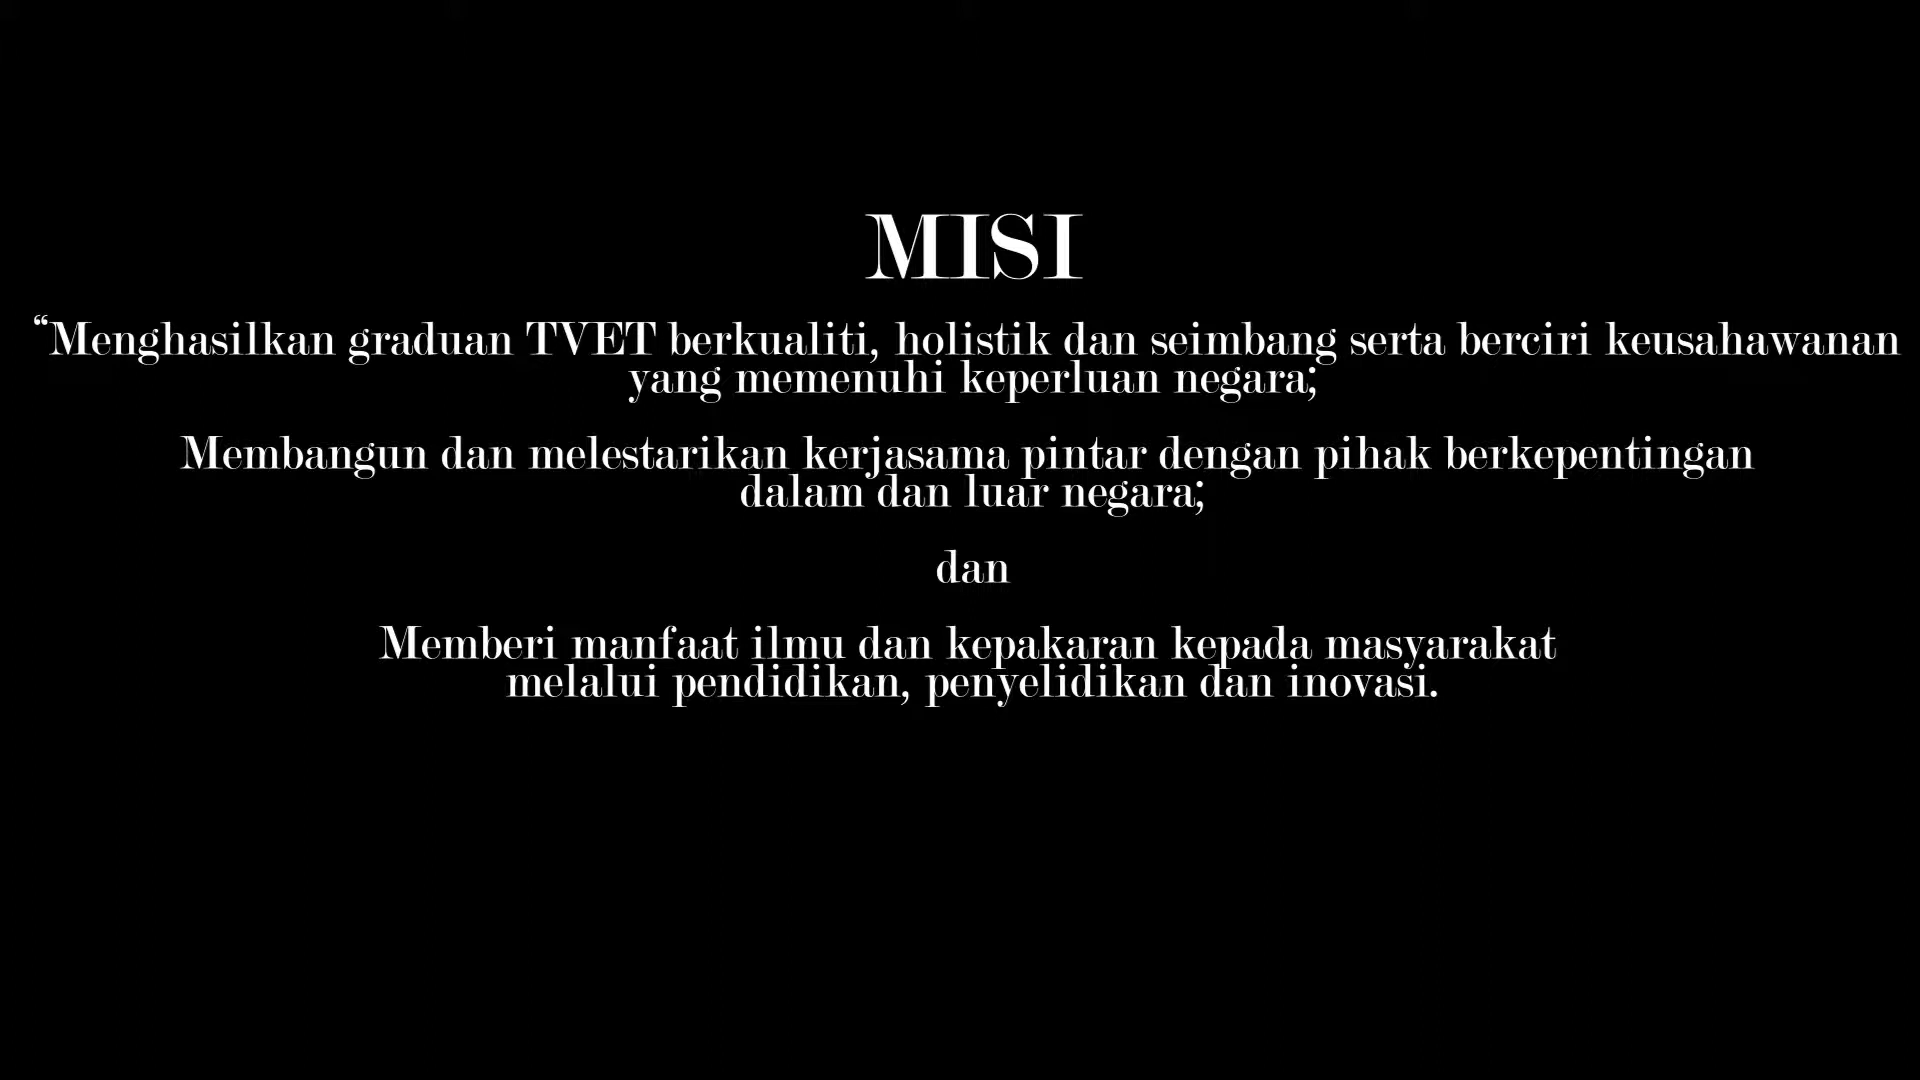 MISI
“Menghasilkan graduan TVET berkualiti, holistik dan seimbang serta berciri keusahawanan
yang memenuhi keperluan negara;
Membangun dan melestarikan kerjasama pintar dengan pihak berkepentingan
dalam dan luar negara;
dan
Memberi manfaat ilmu dan kepakaran kepada masyarakat
melalui pendidikan, penyelidikan dan inovasi.